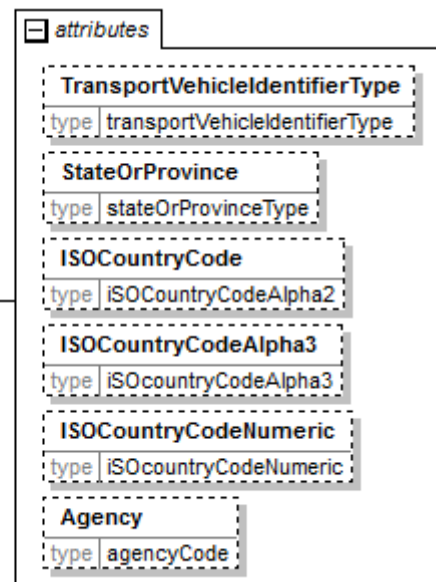 attributes
TransportVehicleIdentifierType
type transportVehicleIdentifierType
StateOrProvince
type stateOrProvinceType
ISOCountryCode
type iSOCountryCodeAlpha2
ISOCountryCodeAlpha3
type iSOcountryCodeAlpha3
ISOCountryCodeNumeric
type iSOcountryCodeNumeric
Agency
type agencyCode